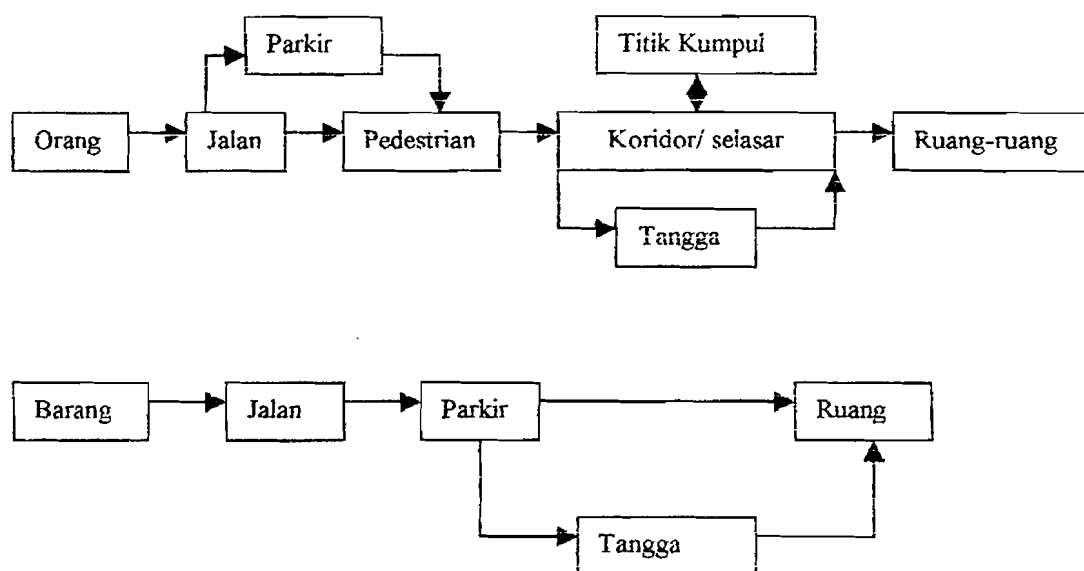 Parkir
Titik Kumpul
Orang
Jalan
Pedestrian
Koridor/ selasar
Ruang-ruang
Tangga
Barang
Jalan
Parkir
Ruang
Tangga